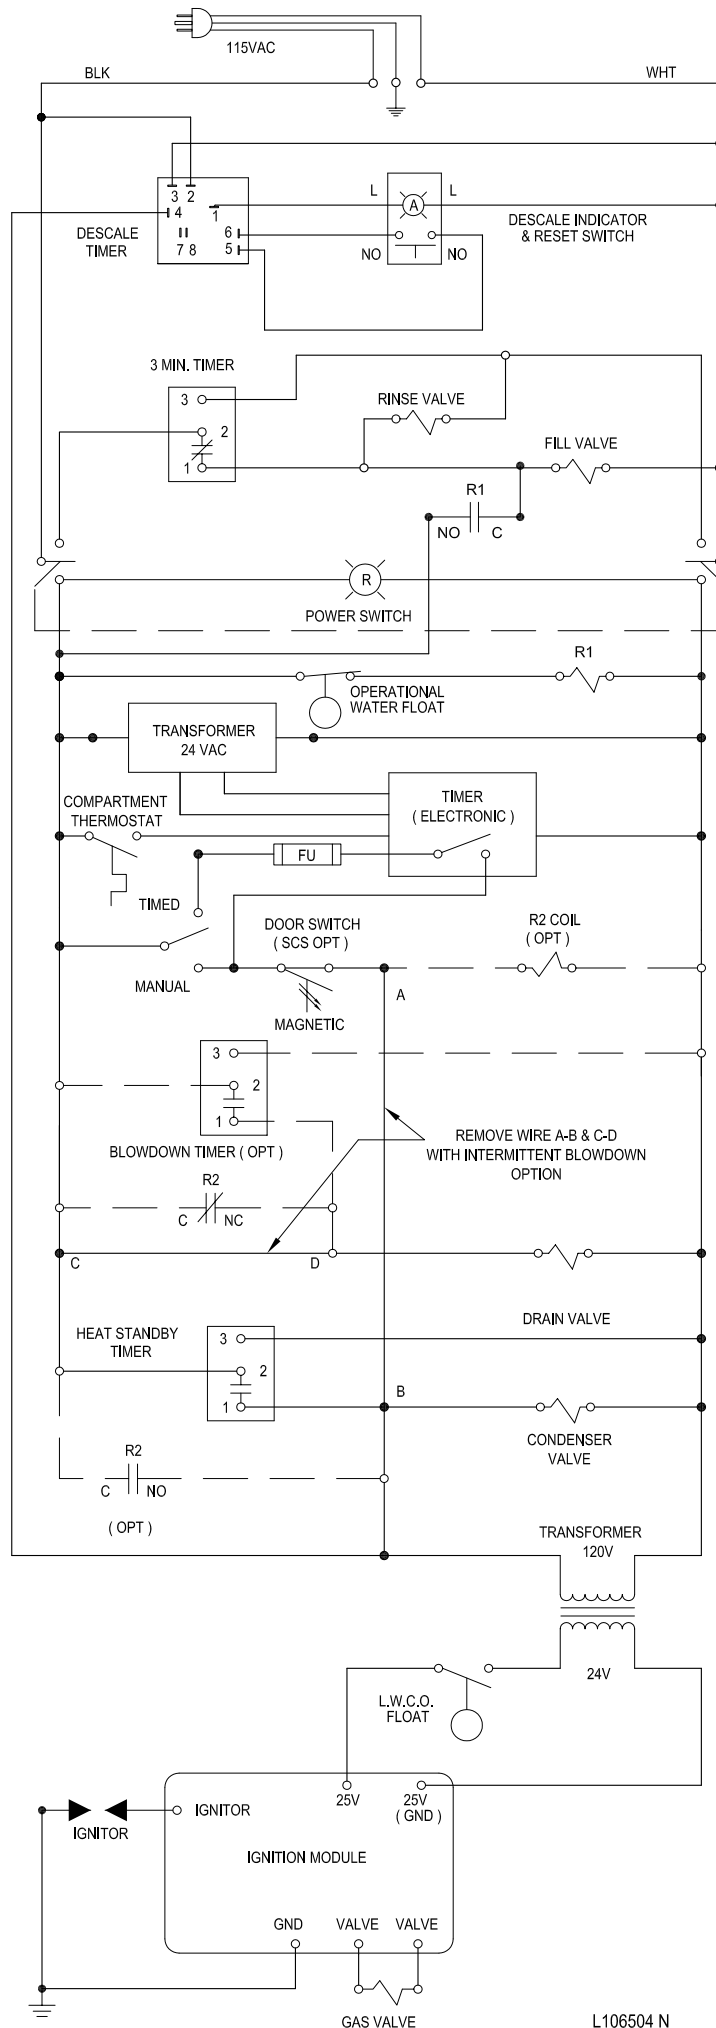 115VAC
BLK
WHT
3 2
4 1
L A L
DESCALE
TIMER
6
7 8 5
NO NO
DESCALE INDICATOR
& RESET SWITCH
3 MIN. TIMER
3
2
1
RINSE VALVE
FILL VALVE
R1
NO C
R
POWER SWITCH
R1
OPERATIONAL
WATER FLOAT
TRANSFORMER
24 VAC
COMPARTMENT
THERMOSTAT
TIMER
( ELECTRONIC )
FU
TIMED
DOOR SWITCH
( SCS OPT )
R2 COIL
( OPT )
MANUAL
A
MAGNETIC
3
2
1
BLOWDOWN TIMER ( OPT )
REMOVE WIRE A-B & C-D
WITH INTERMITTENT BLOWDOWN
OPTION
R2
C NC
C D
DRAIN VALVE
HEAT STANDBY
TIMER
3
2
1
B
CONDENSER
VALVE
R2
C NO
( OPT )
TRANSFORMER
120V
24V
L.W.C.O.
FLOAT
25V
25V
( GND )
IGNITOR
IGNITOR
IGNITION MODULE
GND VALVE VALVE
GAS VALVE
L106504 N